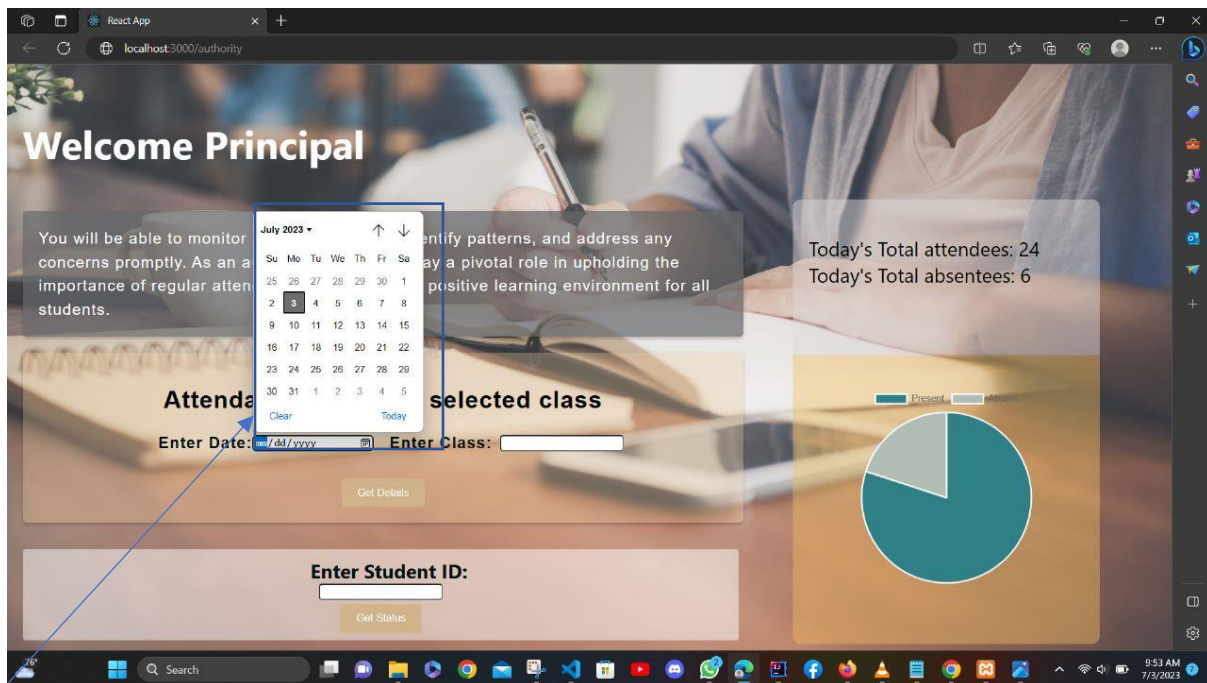 React App
localhost:3000/authority
Welcome Principal
You will be able to monitor entify patterns, and address any
concerns promptly. As an a ay a pivotal role in upholding the
importance of regular atten positive learning environment for all
students.
July 2023
Su Mo Tu We Th Fr Sa
25 26 27 28 29 30 1
2 3 4 5 6 7 8
9 10 11 12 13 14 15
16 17 18 19 20 21 22
23 24 25 26 27 28 29
30 31 1 2 3 4 5
Clear Today
Attenda selected class
Enter Date: mm/dd/yyyy Enter Class:
Get Details
Enter Student ID:
Get Status
Today's Total attendees: 24
Today's Total absentees: 6
Present Absent
76°
Search
9:53 AM
7/3/2023